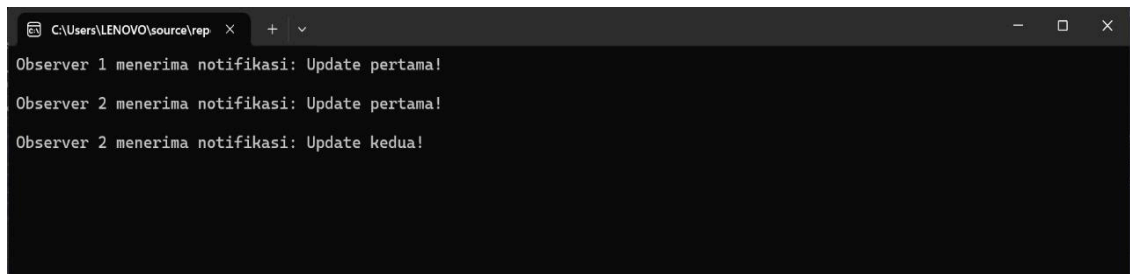 C:\Users\LENOVO\source\rep
Observer 1 menerima notifikasi: Update pertama!
Observer 2 menerima notifikasi: Update pertama!
Observer 2 menerima notifikasi: Update kedua!